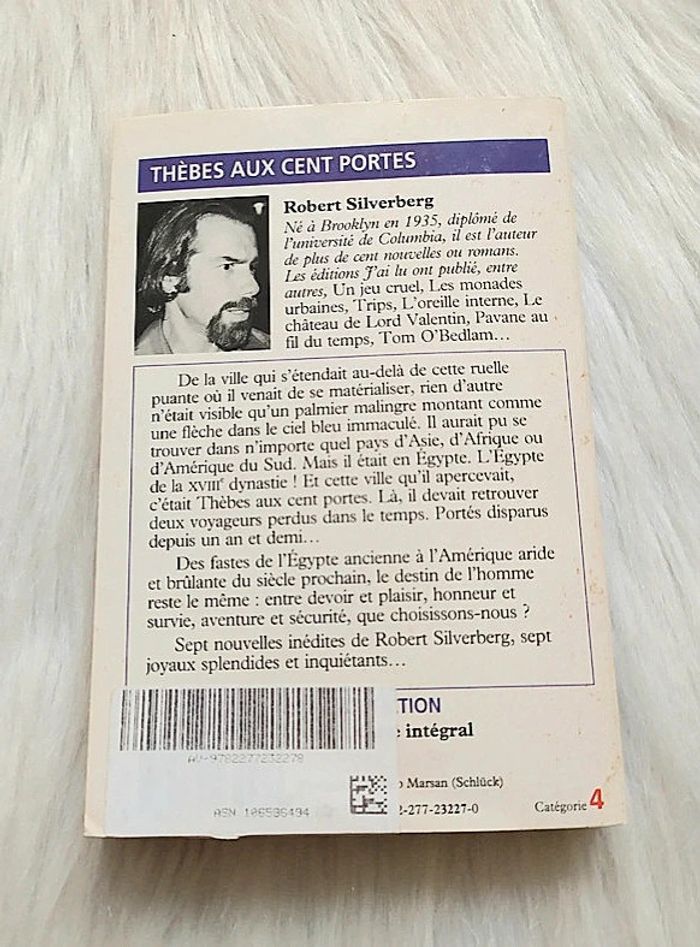 THÈBES AUX CENT PORTES
Robert Silverberg
Né à Brooklyn en 1935, diplômé de
l'université de Columbia, il est l'auteur
de plus de cent nouvelles ou romans.
Les éditions J'ai lu ont publié, entre
autres, Un jeu cruel, Les monades
urbaines, Trips, L'oreille interne, Le
château de Lord Valentin, Pavane au
fil du temps, Tom O'Bedlam...
De la ville qui s'étendait au-delà de cette ruelle
puante où il venait de se matérialiser, rien d'autre
n'était visible qu'un palmier malingre montant comme
une flèche dans le ciel bleu immaculé. Il aurait pu se
trouver dans n'importe quel pays d'Asie, d'Afrique ou
d'Amérique du Sud. Mais il était en Égypte. L'Égypte
de la XVIIIe dynastie ! Et cette ville qu'il apercevait,
c'était Thèbes aux cent portes. Là, il devait retrouver
deux voyageurs perdus dans le temps. Portés disparus
depuis un an et demi...
Des fastes de l'Égypte ancienne à l'Amérique aride
et brûlante du siècle prochain, le destin de l'homme
reste le même : entre devoir et plaisir, honneur et
survie, aventure et sécurité, que choisissons-nous ?
Sept nouvelles inédites de Robert Silverberg, sept
joyaux splendides et inquiétants...
TION
e intégral
AV-9782277232278
o Marsan (Schlück)
ASN 106596494
2-277-23227-0
Catégorie 4